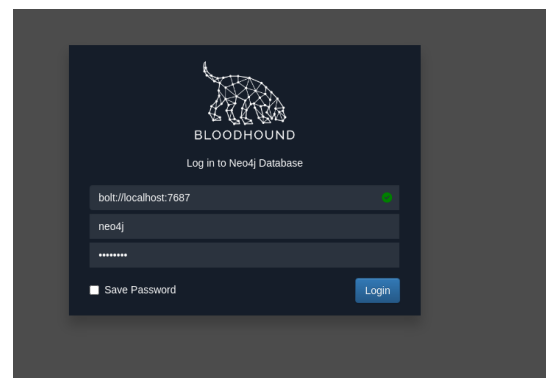 BLOODHOUND
Log in to Neo4j Database
bolt://localhost:7687
neo4j
••••••••
Save Password
Login